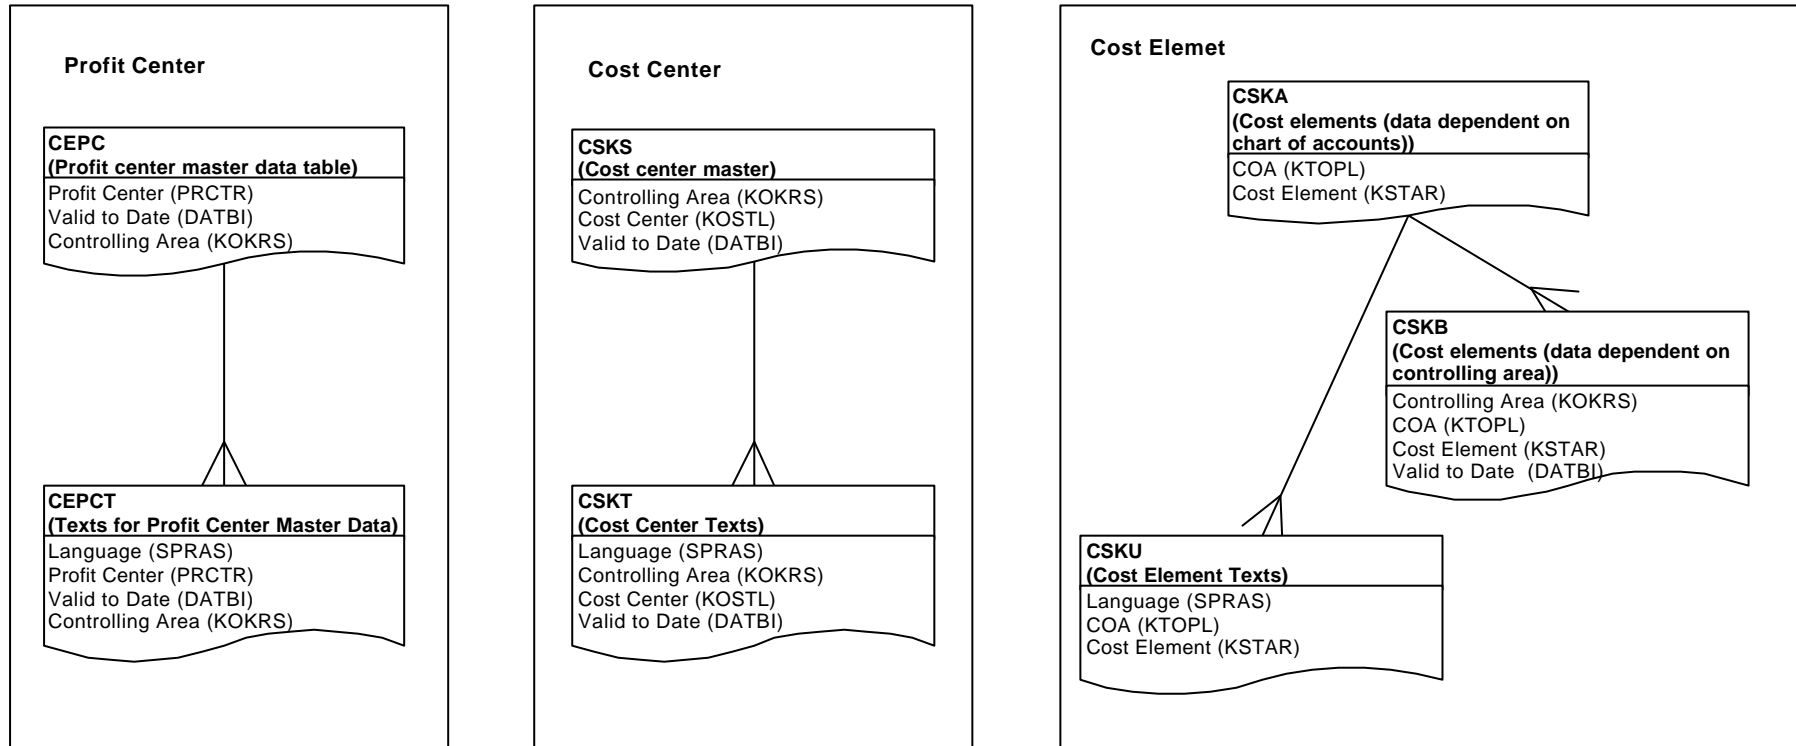 Profit Center
CEPC
(Profit center master data table)
Profit Center (PRCTR)
Valid to Date (DATBI)
Controlling Area (KOKRS)
CEPCT
(Texts for Profit Center Master Data)
Language (SPRAS)
Profit Center (PRCTR)
Valid to Date (DATBI)
Controlling Area (KOKRS)
Cost Center
CSKS
(Cost center master)
Controlling Area (KOKRS)
Cost Center (KOSTL)
Valid to Date (DATBI)
CSKT
(Cost Center Texts)
Language (SPRAS)
Controlling Area (KOKRS)
Cost Center (KOSTL)
Valid to Date (DATBI)
Cost Elemet
CSKA
(Cost elements (data dependent on
chart of accounts))
COA (KTOPL)
Cost Element (KSTAR)
CSKB
(Cost elements (data dependent on
controlling area))
Controlling Area (KOKRS)
COA (KTOPL)
Cost Element (KSTAR)
Valid to Date  (DATBI)
CSKU
(Cost Element Texts)
Language (SPRAS)
COA (KTOPL)
Cost Element (KSTAR)